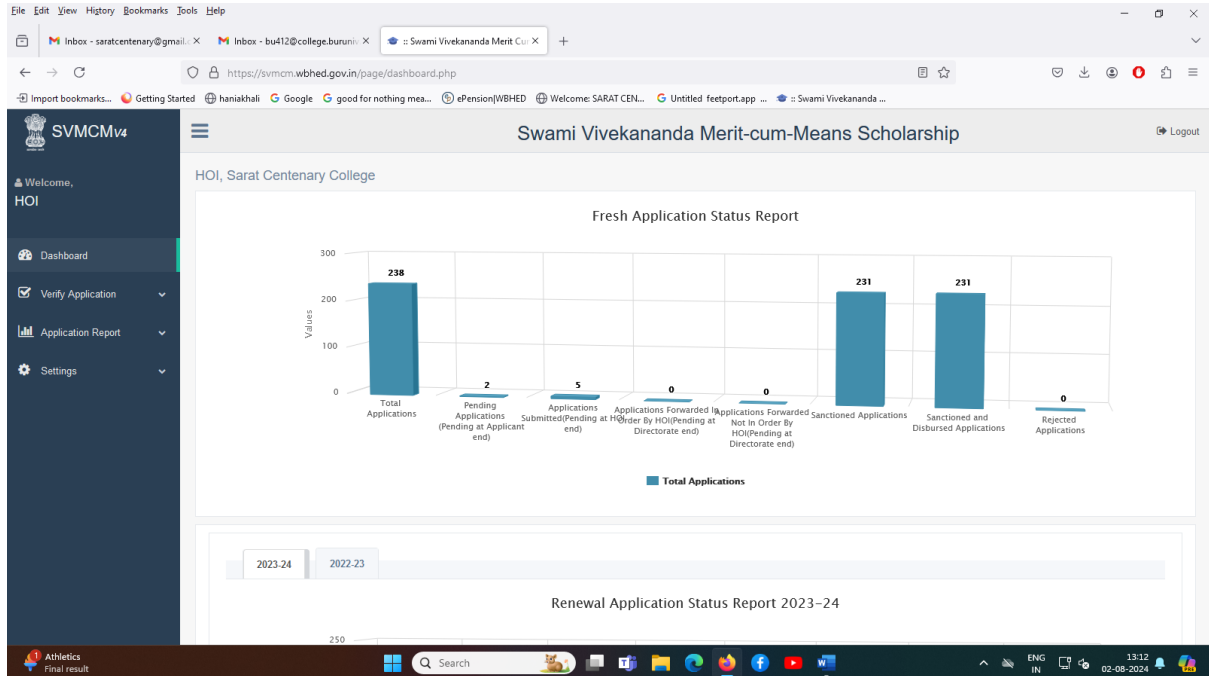 File Edit View History Bookmarks Tools Help
Inbox - saratcentenary@gmail.c
Inbox - bu412@college.buruniv
:: Swami Vivekananda Merit Cur
https://svmcm.wbhed.gov.in/page/dashboard.php
Import bookmarks... Getting Started haniakhali Google good for nothing mea... ePension|WBHED Welcome: SARAT CEN... Untitled feetport.app ... :: Swami Vivekananda ...
SVMCMV4
Swami Vivekananda Merit-cum-Means Scholarship
Logout
Welcome,
HOI
Dashboard
Verify Application
Application Report
Settings
HOI, Sarat Centenary College
Fresh Application Status Report
300
200
100
0
Values
238
2
5
0
0
231
231
0
Total
Applications
Pending
Applications
(Pending at Applicant
end)
Applications
Submitted(Pending at HOI
end)
Applications Forwarded In
Order By HOI(Pending at
Directorate end)
Applications Forwarded
Not In Order By
HOI(Pending at
Directorate end)
Sanctioned Applications
Sanctioned and
Disbursed Applications
Rejected
Applications
Total Applications
2023-24
2022-23
Renewal Application Status Report 2023-24
250
1
Athletics
Final result
Search
ENG
IN
13:12
02-08-2024